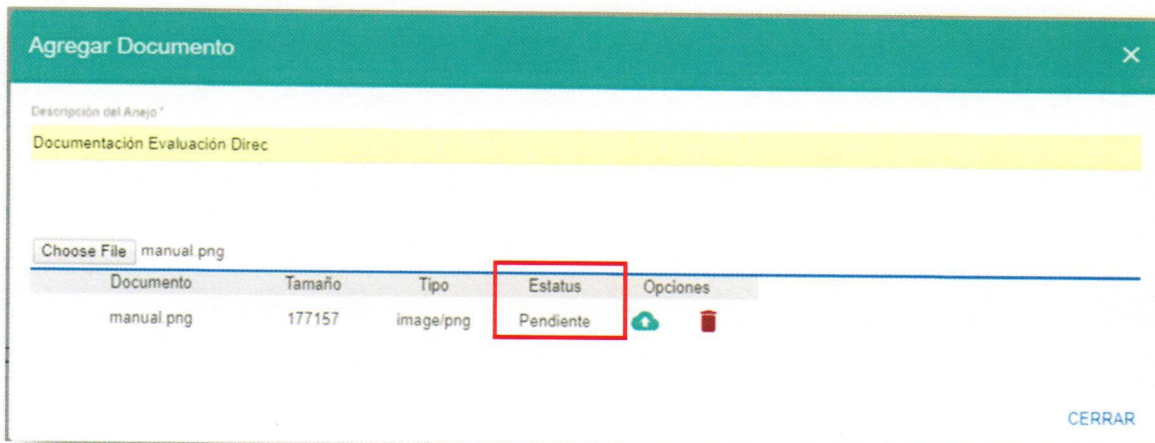 Agregar Documento
Descripción del Anejo *
Documentación Evaluación Direc
Choose File manual.png
Documento Tamaño Tipo Estatus Opciones
manual.png 177157 image/png Pendiente
CERRAR